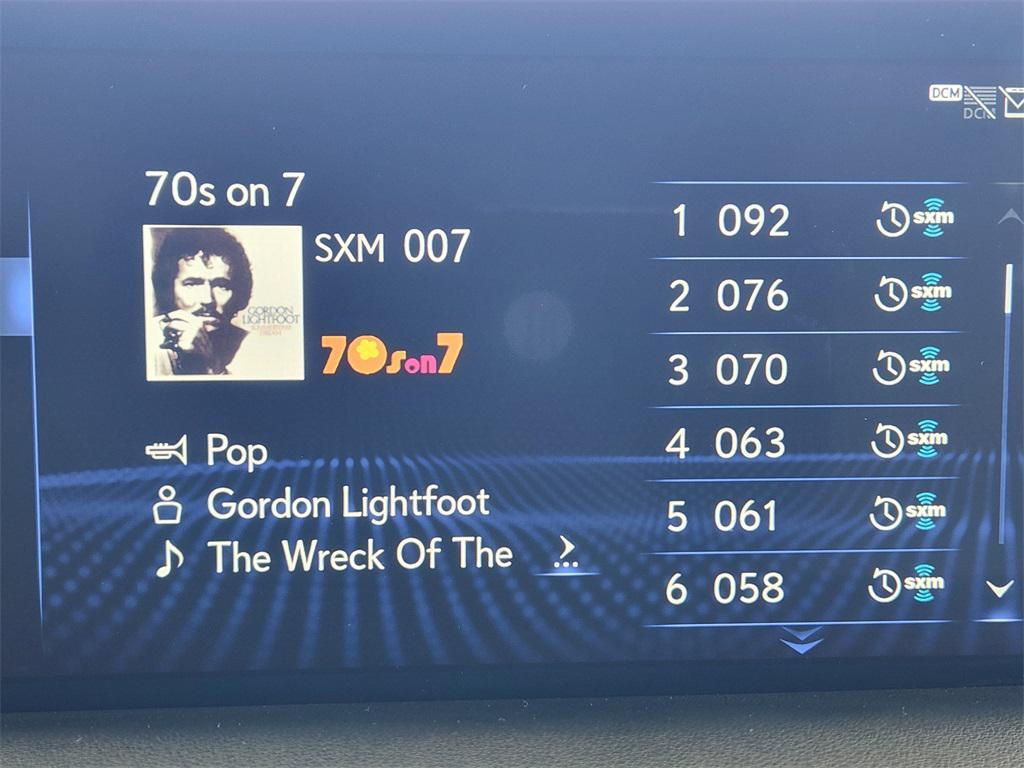 DCM
DCM
70s on 7
SXM 007
GORDON
LIGHTFOOT
70s on 7
Pop
Gordon Lightfoot
The Wreck Of The
...
1 092 sxm
2 076 sxm
3 070 sxm
4 063 sxm
5 061 sxm
6 058 sxm